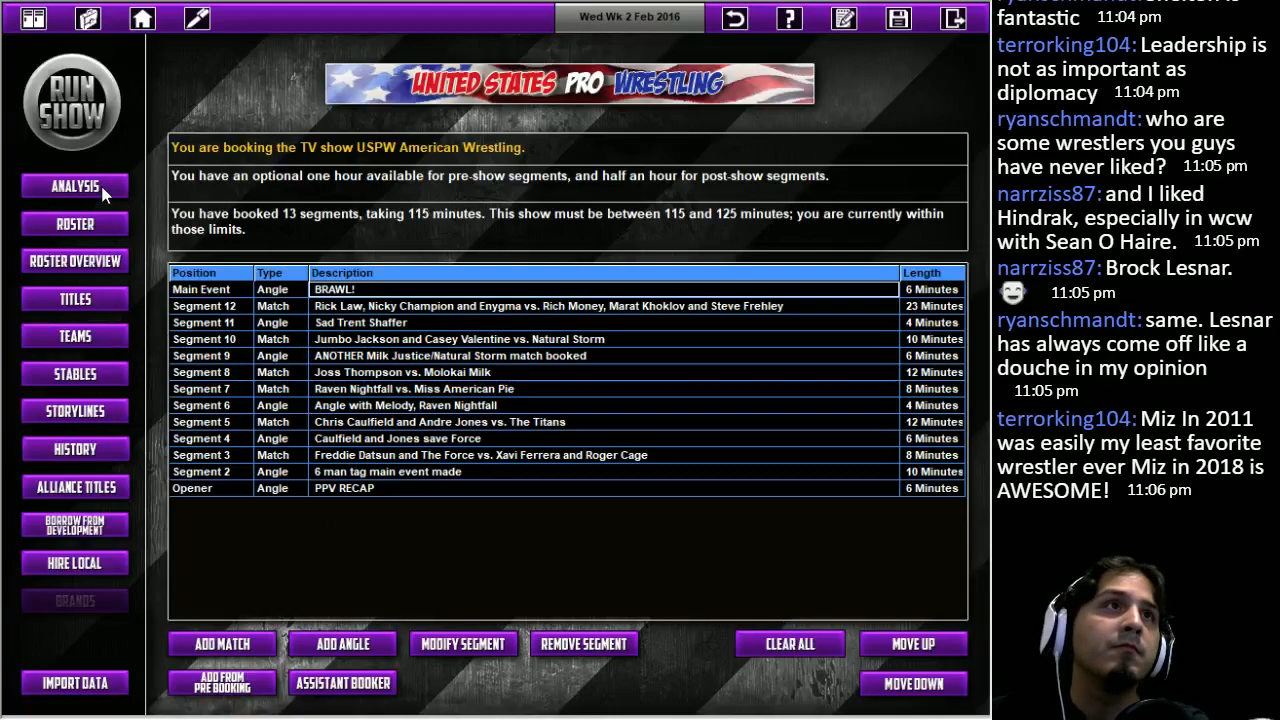 Wed Wk 2 Feb 2016
RUN
SHOW
UNITED STATES PRO WRESTLING
ANALYSIS
ROSTER
ROSTER OVERVIEW
TITLES
TEAMS
STABLES
STORYLINES
HISTORY
ALLIANCE TITLES
BORROW FROM
DEVELOPMENT
HIRE LOCAL
BRANDS
IMPORT DATA
You are booking the TV show USPW American Wrestling.
You have an optional one hour available for pre-show segments, and half an hour for post-show segments.
You have booked 13 segments, taking 115 minutes. This show must be between 115 and 125 minutes; you are currently within
those limits.
Position Type Description Length
Main Event Angle BRAWL! 6 Minutes
Segment 12 Match Rick Law, Nicky Champion and Enygma vs. Rich Money, Marat Khoklov and Steve Frehley 23 Minutes
Segment 11 Angle Sad Trent Shaffer 4 Minutes
Segment 10 Match Jumbo Jackson and Casey Valentine vs. Natural Storm 10 Minutes
Segment 9 Angle ANOTHER Milk Justice/Natural Storm match booked 6 Minutes
Segment 8 Match Joss Thompson vs. Molokai Milk 12 Minutes
Segment 7 Match Raven Nightfall vs. Miss American Pie 8 Minutes
Segment 6 Angle Angle with Melody, Raven Nightfall 4 Minutes
Segment 5 Match Chris Caulfield and Andre Jones vs. The Titans 12 Minutes
Segment 4 Angle Caulfield and Jones save Force 6 Minutes
Segment 3 Match Freddie Datsun and The Force vs. Xavi Ferrera and Roger Cage 8 Minutes
Segment 2 Angle 6 man tag main event made 10 Minutes
Opener Angle PPV RECAP 6 Minutes
ADD MATCH ADD ANGLE MODIFY SEGMENT REMOVE SEGMENT CLEAR ALL MOVE UP
ADD FROM
PRE BOOKING
ASSISTANT BOOKER MOVE DOWN
fantastic 11:04 pm
terrorking104: Leadership is
not as important as
diplomacy 11:04 pm
ryanschmandt: who are
some wrestlers you guys
have never liked? 11:05 pm
narrziss87: and I liked
Hindrak, especially in wcw
with Sean O Haire. 11:05 pm
narrziss87: Brock Lesnar.
11:05 pm
ryanschmandt: same. Lesnar
has always come off like a
douche in my opinion
11:05 pm
terrorking104: Miz In 2011
was easily my least favorite
wrestler ever Miz in 2018 is
AWESOME! 11:06 pm